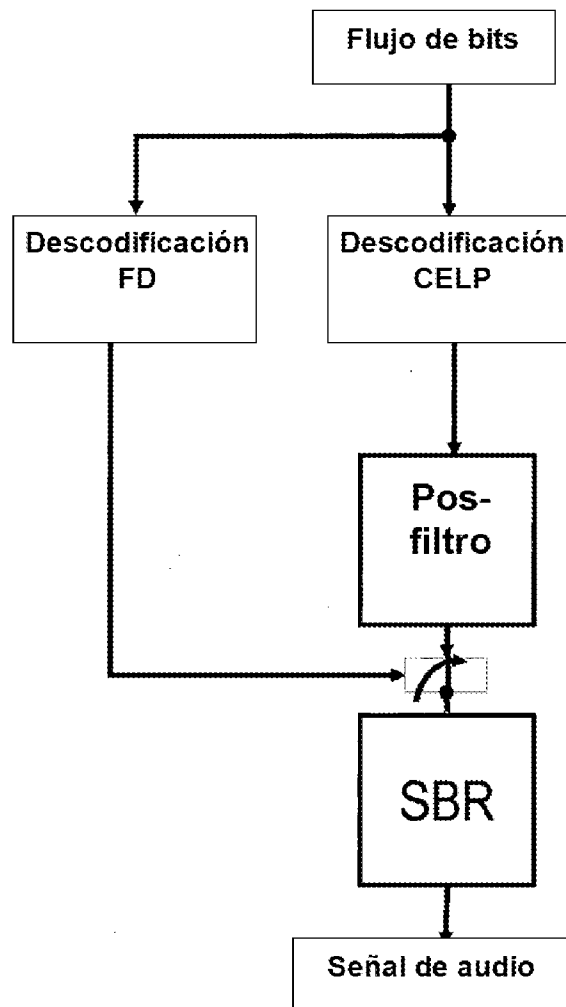 Flujo de bits
Descodificación
FD
Descodificación
CELP
Pos-
filtro
SBR
Señal de audio